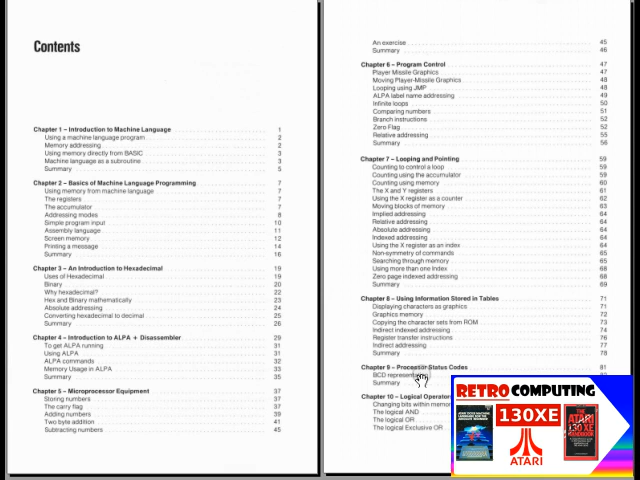 Contents
Chapter 1 – Introduction to Machine Language 1
Using a machine language program 2
Memory addressing 2
Using memory directly from BASIC 3
Machine language as a subroutine 3
Summary 5
Chapter 2 – Basics of Machine Language Programming 7
Using memory from machine language 7
The registers 7
The accumulator 7
Addressing modes 8
Simple program input 10
Assembly language 11
Screen memory 12
Printing a message 14
Summary 16
Chapter 3 – An Introduction to Hexadecimal 19
Uses of Hexadecimal 19
Binary 20
Why hexadecimal? 22
Hex and Binary mathematically 23
Absolute addressing 24
Converting hexadecimal to decimal 25
Summary 26
Chapter 4 – Introduction to ALPA + Disassembler 29
To get ALPA running 31
Using ALPA 31
ALPA commands 32
Memory Usage in ALPA 33
Summary 35
Chapter 5 – Microprocessor Equipment 37
Storing numbers 37
The carry flag 37
Adding numbers 39
Two byte addition 41
Subtracting numbers 45
An exercise 45
Summary 46
Chapter 6 – Program Control 47
Player Missile Graphics 47
Moving Player-Missile Graphics 48
Looping using JMP 48
ALPA label name addressing 49
Infinite loops 50
Comparing numbers 51
Branch instructions 52
Zero Flag 52
Relative addressing 55
Summary 56
Chapter 7 – Looping and Pointing 59
Counting to control a loop 59
Counting using the accumulator 59
Counting using memory 60
The X and Y registers 61
Using the X register as a counter 62
Moving blocks of memory 63
Implied addressing 64
Relative addressing 64
Absolute addressing 64
Indexed addressing 64
Using the X register as an index 64
Non-symmetry of commands 65
Searching through memory 65
Using more than one Index 68
Zero page indexed addressing 68
Summary 69
Chapter 8 – Using Information Stored in Tables 71
Displaying characters as graphics 71
Graphics memory 72
Copying the character sets from ROM 73
Indirect indexed addressing 74
Register transfer instructions 76
Indirect addressing 77
Summary 78
Chapter 9 – Processor Status Codes 81
BCD
Summary
Chapter 10 – Logical
Changing bits within
The logical AND
The logical OR
The logical Exclusive OR
RETRO COMPUTING
130XE
ATARI
ATARI
130XE
HANDBOOK